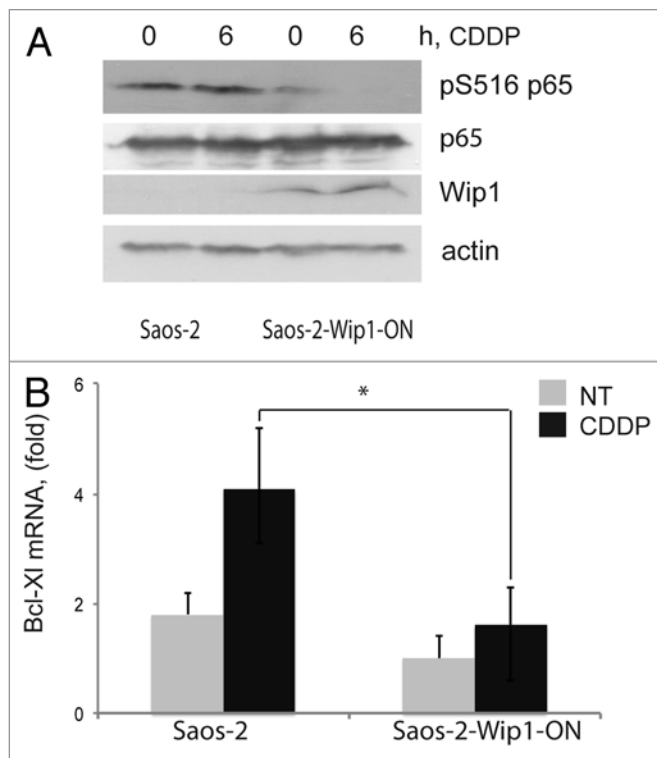 A
0 6 0 6 h, CDDP
pS516 p65
p65
Wip1
actin
Saos-2 Saos-2-Wip1-ON
B
6
*
NT
CDDP
4
Bcl-Xl mRNA, (fold)
2
0
Saos-2 Saos-2-Wip1-ON